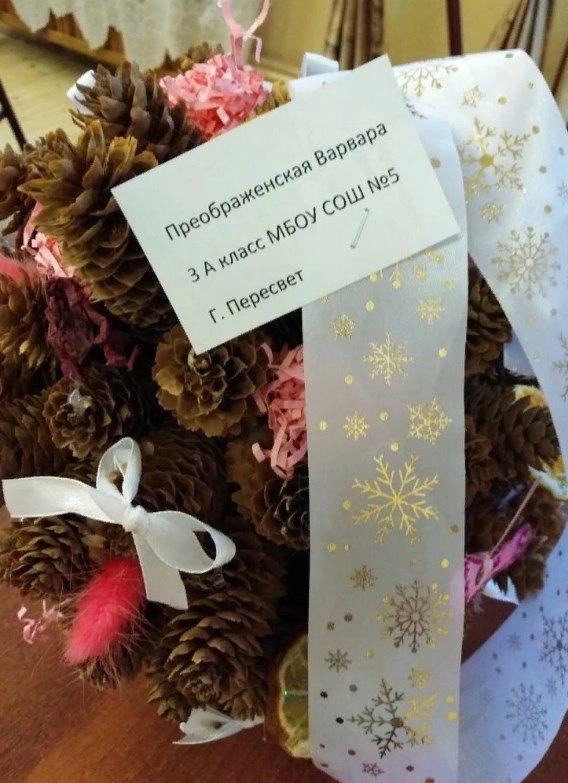 Преображенская Варвара
3 А класс МБОУ СОШ №5
Г. Пересвет